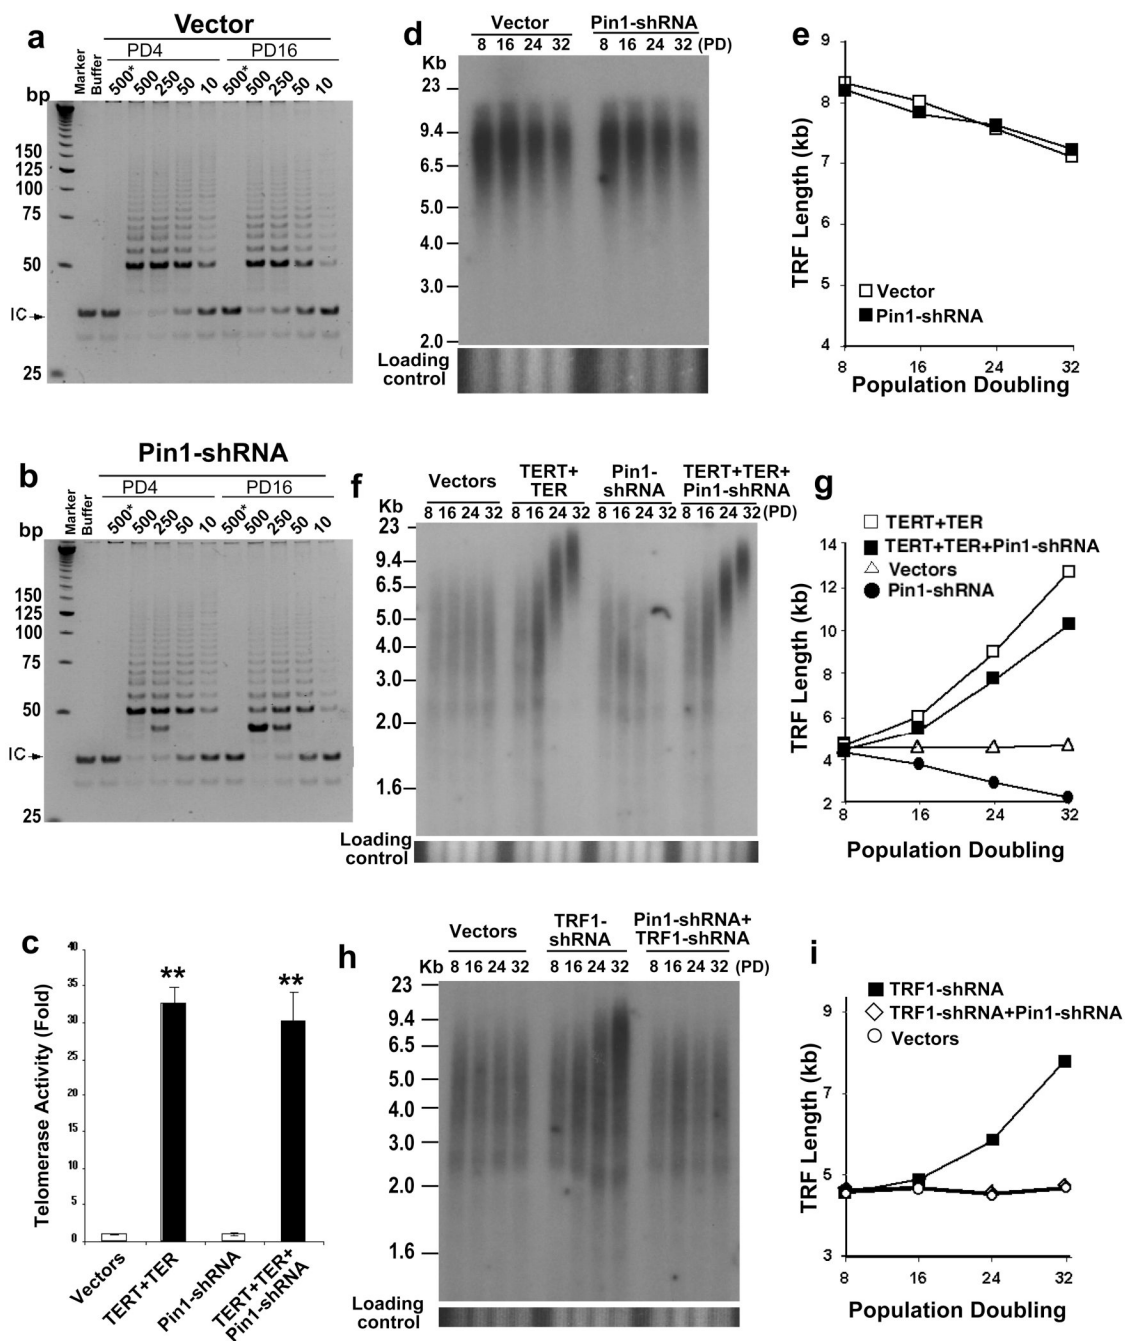 a
Vector
PD4 PD16
Marker
Buffer
500* 500 250 50 10 500* 500 250 50 10
bp
150
125
100
75
50
IC
25
d
Vector Pin1-shRNA
8 16 24 32 8 16 24 32 (PD)
Kb
23
9.4
6.5
5.0
4.0
3.0
2.0
Loading
control
e
9
8
7
6
5
4
TRF Length (kb)
Vector
Pin1-shRNA
8 16 24 32
Population Doubling
b
Pin1-shRNA
PD4 PD16
Marker
Buffer
500* 500 250 50 10 500* 500 250 50 10
bp
150
125
100
75
50
IC
25
f
Vectors TERT+ TER Pin1- shRNA TERT+TER+ Pin1-shRNA
8 16 24 32 8 16 24 32 8 16 24 32 8 16 24 32 (PD)
Kb
23
9.4
6.5
5.0
4.0
3.0
2.0
1.6
Loading
control
g
TERT+TER
TERT+TER+Pin1-shRNA
Vectors
Pin1-shRNA
14
12
10
8
6
4
2
TRF Length (kb)
8 16 24 32
Population Doubling
c
40
35
30
25
20
15
10
5
0
Telomerase Activity (Fold)
** **
Vectors
TERT+TER
Pin1-shRNA
TERT+TER+
Pin1-shRNA
h
Vectors TRF1- shRNA Pin1-shRNA+ TRF1-shRNA
Kb 8 16 24 32 8 16 24 32 8 16 24 32 (PD)
23
9.4
6.5
5.0
4.0
3.0
2.0
1.6
Loading
control
i
TRF1-shRNA
TRF1-shRNA+Pin1-shRNA
Vectors
9
7
5
3
TRF Length (kb)
8 16 24 32
Population Doubling